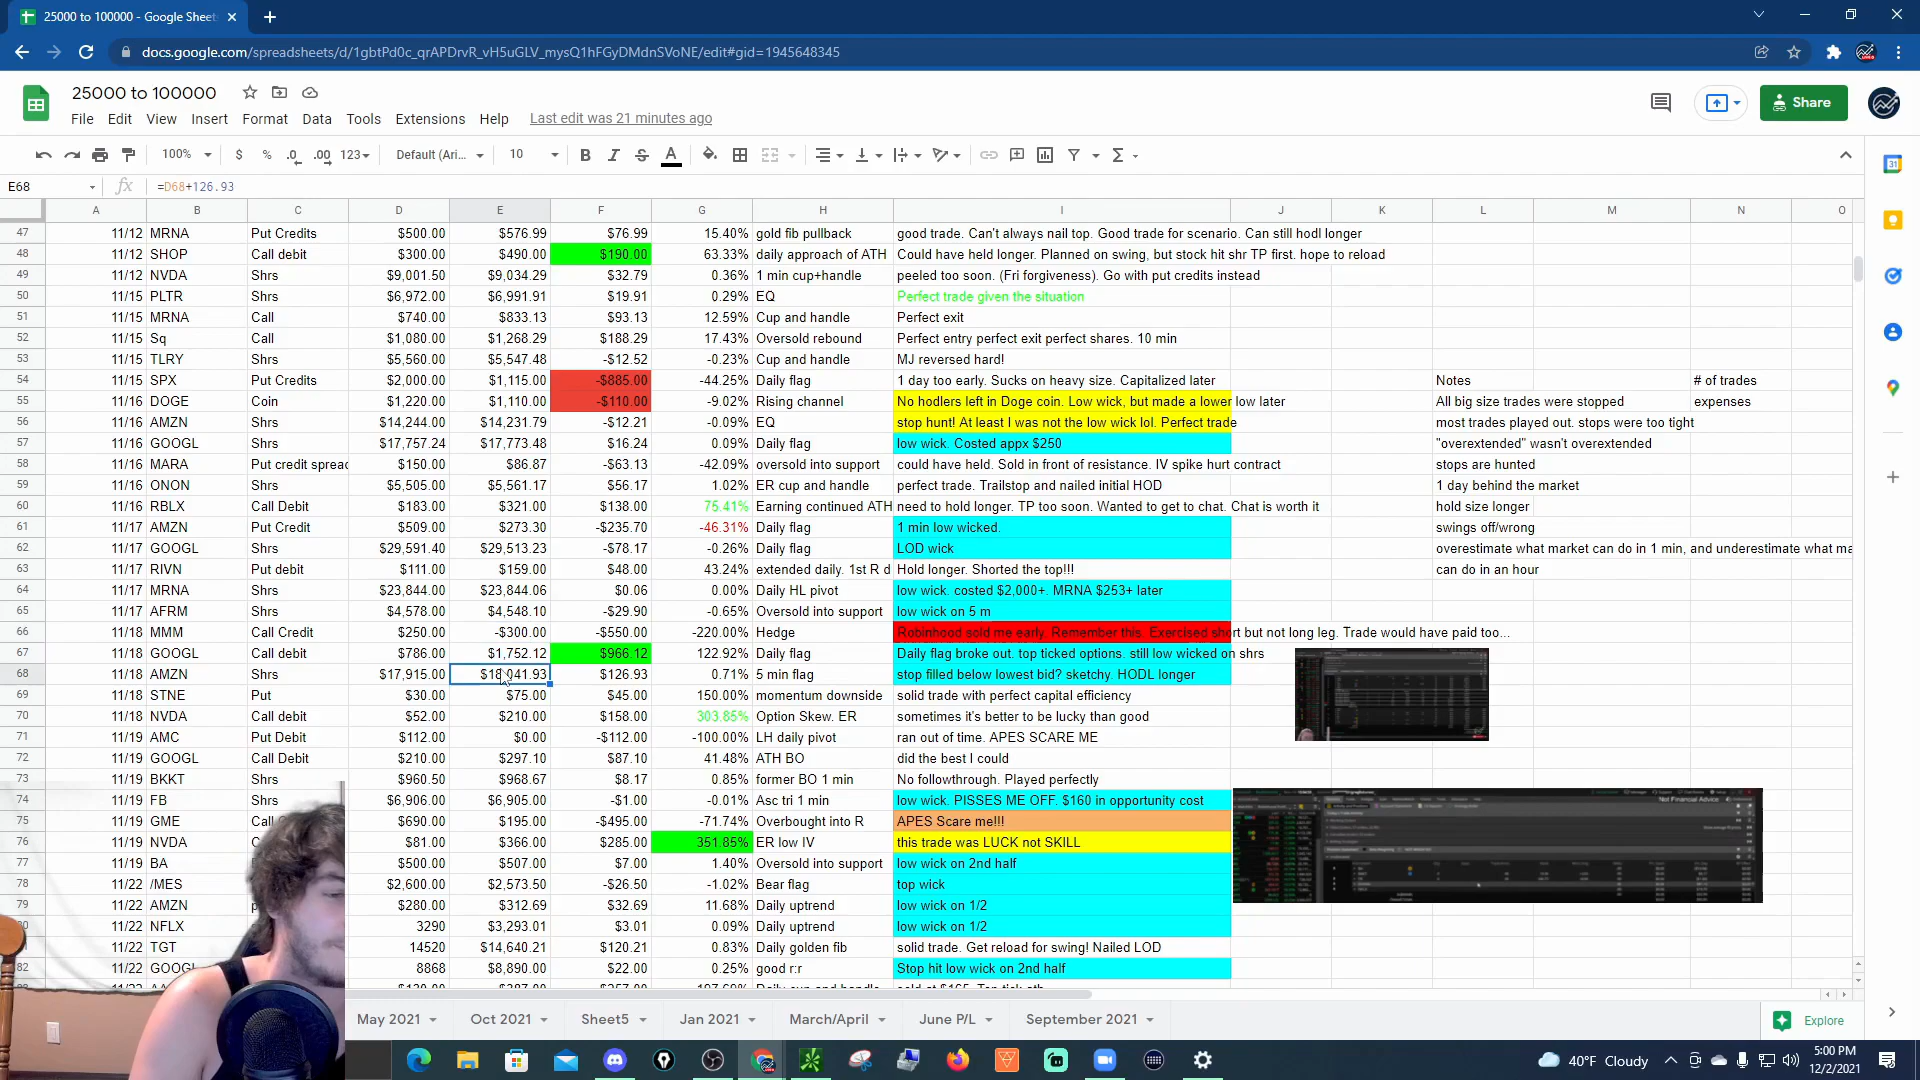 25000 to 100000 - Google Sheets
docs.google.com/spreadsheets/d/1gbtPd0c_qrAPDrvR_vH5uGLV_mysQ1hFGyDMdnSVoNE/edit#gid=1945648345
25000 to 100000
Share
File Edit View Insert Format Data Tools Extensions Help Last edit was 21 minutes ago
100% $ % .0 .00 123 Default (Ari... 10 B I S A
E68 fx =D68+126.93
A B C D E F G H I J K L M N O
47 11/12 MRNA Put Credits $500.00 $576.99 $76.99 15.40% gold fib pullback good trade. Can't always nail top. Good trade for scenario. Can still hodl longer
48 11/12 SHOP Call debit $300.00 $490.00 $190.00 63.33% daily approach of ATH Could have held longer. Planned on swing, but stock hit shr TP first. hope to reload
49 11/12 NVDA Shrs $9,001.50 $9,034.29 $32.79 0.36% 1 min cup+handle peeled too soon. (Fri forgiveness). Go with put credits instead
50 11/15 PLTR Shrs $6,972.00 $6,991.91 $19.91 0.29% EQ Perfect trade given the situation
51 11/15 MRNA Call $740.00 $833.13 $93.13 12.59% Cup and handle Perfect exit
52 11/15 Sq Call $1,080.00 $1,268.29 $188.29 17.43% Oversold rebound Perfect entry perfect exit perfect shares. 10 min
53 11/15 TLRY Shrs $5,560.00 $5,547.48 -$12.52 -0.23% Cup and handle MJ reversed hard!
54 11/15 SPX Put Credits $2,000.00 $1,115.00 -$885.00 -44.25% Daily flag 1 day too early. Sucks on heavy size. Capitalized later Notes # of trades
55 11/16 DOGE Coin $1,220.00 $1,110.00 -$110.00 -9.02% Rising channel No hodlers left in Doge coin. Low wick, but made a lower low later All big size trades were stopped expenses
56 11/16 AMZN Shrs $14,244.00 $14,231.79 -$12.21 -0.09% EQ stop hunt! At least I was not the low wick lol. Perfect trade most trades played out. stops were too tight
57 11/16 GOOGL Shrs $17,757.24 $17,773.48 $16.24 0.09% Daily flag low wick. Costed appx $250 "overextended" wasn't overextended
58 11/16 MARA Put credit spreac $150.00 $86.87 -$63.13 -42.09% oversold into support could have held. Sold in front of resistance. IV spike hurt contract stops are hunted
59 11/16 ONON Shrs $5,505.00 $5,561.17 $56.17 1.02% ER cup and handle perfect trade. Trailstop and nailed initial HOD 1 day behind the market
60 11/16 RBLX Call Debit $183.00 $321.00 $138.00 75.41% Earning continued ATH need to hold longer. TP too soon. Wanted to get to chat. Chat is worth it hold size longer
61 11/17 AMZN Put Credit $509.00 $273.30 -$235.70 -46.31% Daily flag 1 min low wicked. swings off/wrong
62 11/17 GOOGL Shrs $29,591.40 $29,513.23 -$78.17 -0.26% Daily flag LOD wick overestimate what market can do in 1 min, and underestimate what ma
63 11/17 RIVN Put debit $111.00 $159.00 $48.00 43.24% extended daily. 1st R d Hold longer. Shorted the top!!! can do in an hour
64 11/17 MRNA Shrs $23,844.00 $23,844.06 $0.06 0.00% Daily HL pivot low wick. costed $2,000+. MRNA $253+ later
65 11/17 AFRM Shrs $4,578.00 $4,548.10 -$29.90 -0.65% Oversold into support low wick on 5 m
66 11/18 MMM Call Credit $250.00 -$300.00 -$550.00 -220.00% Hedge Robinhood sold me early. Remember this. Exercised short but not long leg. Trade would have paid too...
67 11/18 GOOGL Call debit $786.00 $1,752.12 $966.12 122.92% Daily flag Daily flag broke out. top ticked options. still low wicked on shrs
68 11/18 AMZN Shrs $17,915.00 $18,041.93 $126.93 0.71% 5 min flag stop filled below lowest bid? sketchy. HODL longer
69 11/18 STNE Put $30.00 $75.00 $45.00 150.00% momentum downside solid trade with perfect capital efficiency
70 11/18 NVDA Call debit $52.00 $210.00 $158.00 303.85% Option Skew. ER sometimes it's better to be lucky than good
71 11/19 AMC Put Debit $112.00 $0.00 -$112.00 -100.00% LH daily pivot ran out of time. APES SCARE ME
72 11/19 GOOGL Call Debit $210.00 $297.10 $87.10 41.48% ATH BO did the best I could
73 11/19 BKKT Shrs $960.50 $968.67 $8.17 0.85% former BO 1 min No followthrough. Played perfectly
74 11/19 FB Shrs $6,906.00 $6,905.00 -$1.00 -0.01% Asc tri 1 min low wick. PISSES ME OFF. $160 in opportunity cost
75 11/19 GME Call $690.00 $195.00 -$495.00 -71.74% Overbought into R APES Scare me!!!
76 11/19 NVDA $81.00 $366.00 $285.00 351.85% ER low IV this trade was LUCK not SKILL
77 11/19 BA $500.00 $507.00 $7.00 1.40% Oversold into support low wick on 2nd half
78 11/22 /MES $2,600.00 $2,573.50 -$26.50 -1.02% Bear flag top wick
79 11/22 AMZN $280.00 $312.69 $32.69 11.68% Daily uptrend low wick on 1/2
80 11/22 NFLX 3290 $3,293.01 $3.01 0.09% Daily uptrend low wick on 1/2
11/22 TGT 14520 $14,640.21 $120.21 0.83% Daily golden fib solid trade. Get reload for swing! Nailed LOD
82 11/22 GOOGL 8868 $8,890.00 $22.00 0.25% good r:r Stop hit low wick on 2nd half
Not Financial Advice
May 2021 Oct 2021 Sheet5 Jan 2021 March/April June P/L September 2021 Explore
40°F Cloudy 5:00 PM
12/2/2021